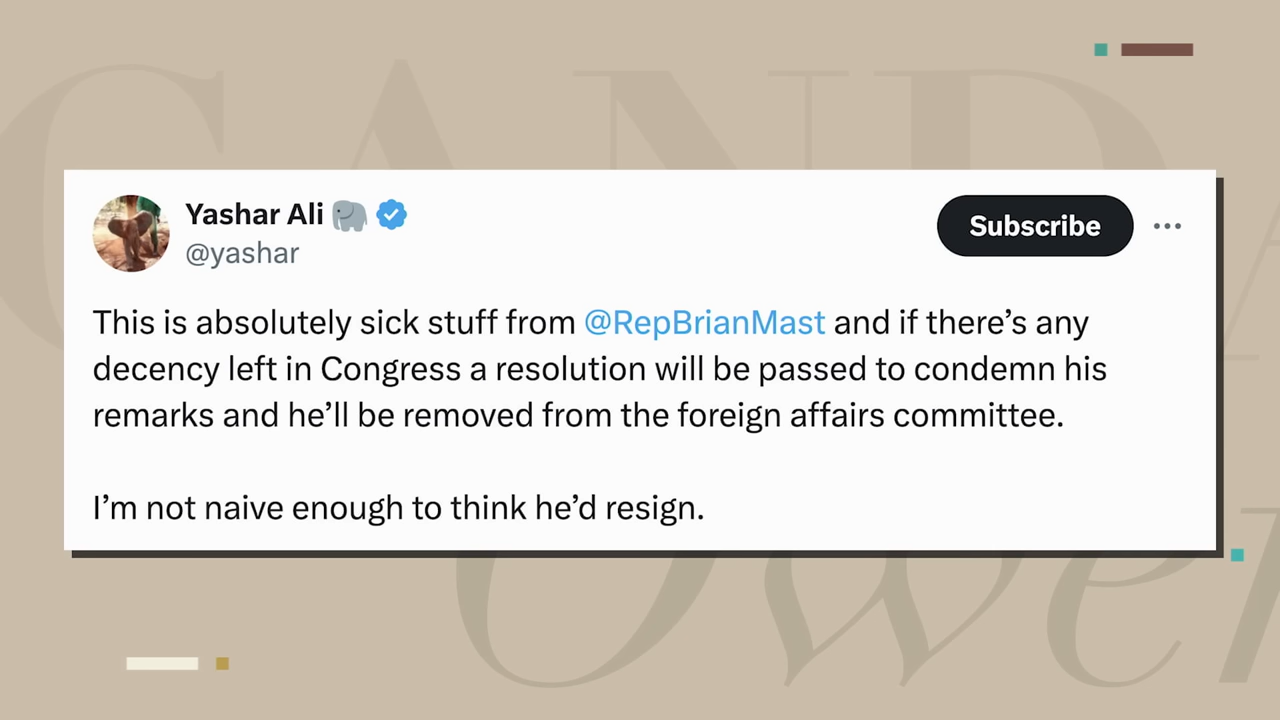 CANDA
Yashar Ali 🐘
@yashar
Subscribe
This is absolutely sick stuff from @RepBrianMast and if there’s any
decency left in Congress a resolution will be passed to condemn his
remarks and he’ll be removed from the foreign affairs committee.
I’m not naive enough to think he’d resign.
Ower